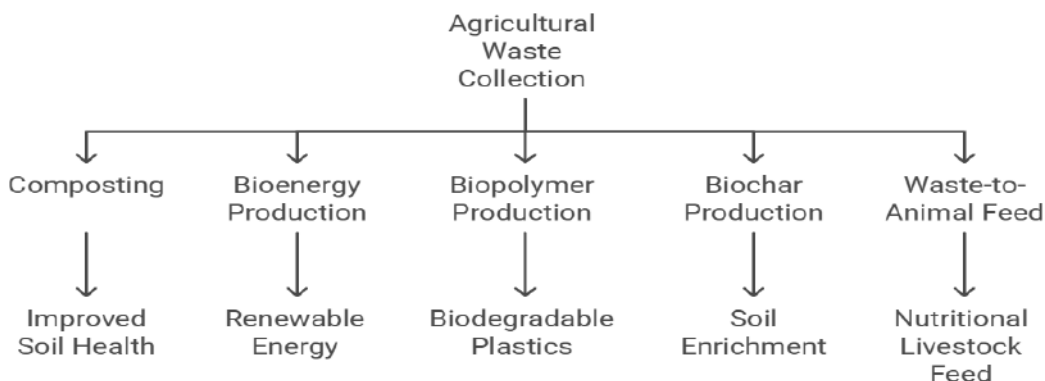 Agricultural
Waste
Collection
Composting
Bioenergy
Production
Biopolymer
Production
Biochar
Production
Waste-to-
Animal Feed
Improved
Soil Health
Renewable
Energy
Biodegradable
Plastics
Soil
Enrichment
Nutritional
Livestock
Feed